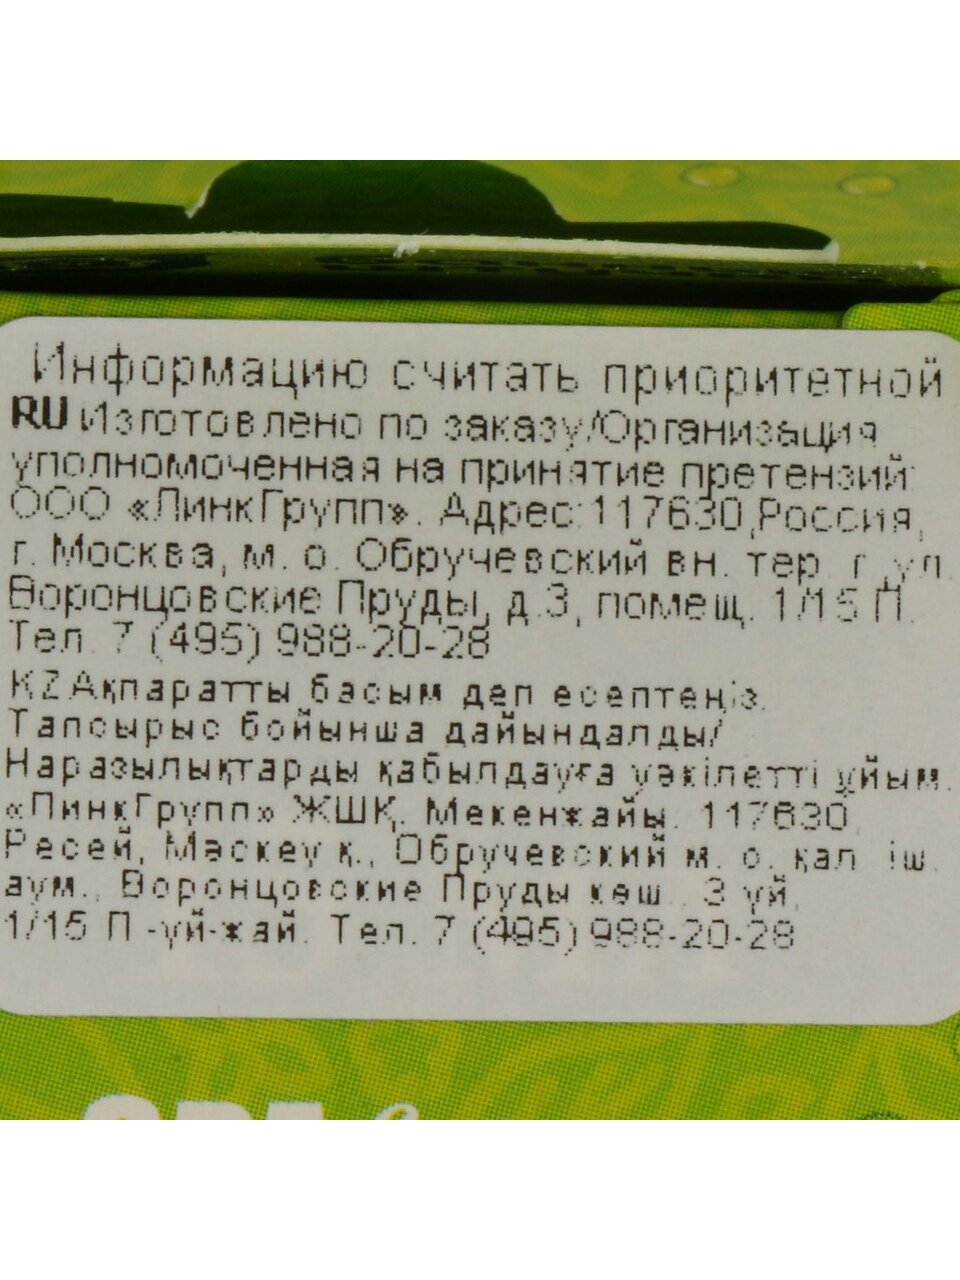 Информацию считать приоритетной
RU Изготовлено по заказу/Организация
уполномоченная на принятие претензий:
ООО «ЛинкГрупп». Адрес:117630,Россия,
г. Москва, м. о. Обручевский вн. тер. г.,ул.
Воронцовские Пруды, д.3, помещ. 1/15 П.
Тел. 7 (495) 988-20-28
KZ Ақпаратты басым деп есептеңіз.
Тапсырыс бойынша дайындалды/
Наразылықтарды қабылдауға уәкілетті ұйым:
«ЛинкГрупп» ЖШҚ. Мекенжайы: 117630,
Ресей, Мәскеу қ., Обручевский м. о. қал. іш.
аум., Воронцовские Пруды көш., 3 үй,
1/15 П -үй-жай. Тел. 7 (495) 988-20-28